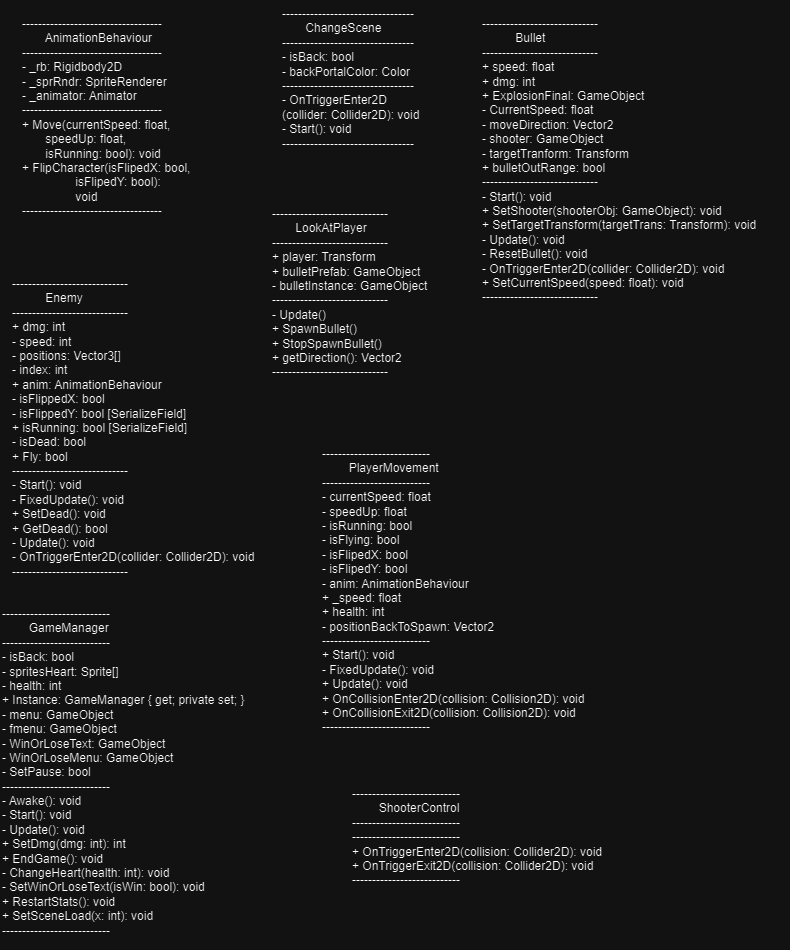 ----------------------------------
AnimationBehaviour
----------------------------------
- _rb: Rigidbody2D
- _sprRndr: SpriteRenderer
- _animator: Animator
----------------------------------
+ Move(currentSpeed: float,
speedUp: float,
isRunning: bool): void
+ FlipCharacter(isFlipedX: bool,
isFlipedY: bool):
void
----------------------------------
--------------------------------
ChangeScene
--------------------------------
- isBack: bool
- backPortalColor: Color
--------------------------------
- OnTriggerEnter2D
(collider: Collider2D): void
- Start(): void
--------------------------------
----------------------------
Bullet
----------------------------
+ speed: float
+ dmg: int
+ ExplosionFinal: GameObject
- CurrentSpeed: float
- moveDirection: Vector2
- shooter: GameObject
- targetTranform: Transform
+ bulletOutRange: bool
----------------------------
- Start(): void
+ SetShooter(shooterObj: GameObject): void
+ SetTargetTransform(targetTrans: Transform): void
- Update(): void
- ResetBullet(): void
- OnTriggerEnter2D(collider: Collider2D): void
+ SetCurrentSpeed(speed: float): void
----------------------------
----------------------------
LookAtPlayer
----------------------------
+ player: Transform
+ bulletPrefab: GameObject
- bulletInstance: GameObject
----------------------------
- Update()
+ SpawnBullet()
+ StopSpawnBullet()
+ getDirection(): Vector2
----------------------------
----------------------------
Enemy
----------------------------
+ dmg: int
- speed: int
- positions: Vector3[]
- index: int
+ anim: AnimationBehaviour
- isFlippedX: bool
- isFlippedY: bool [SerializeField]
+ isRunning: bool [SerializeField]
- isDead: bool
+ Fly: bool
----------------------------
- Start(): void
- FixedUpdate(): void
+ SetDead(): void
+ GetDead(): bool
- Update(): void
- OnTriggerEnter2D(collider: Collider2D): void
----------------------------
--------------------------
PlayerMovement
--------------------------
- currentSpeed: float
- speedUp: float
- isRunning: bool
- isFlying: bool
- isFlipedX: bool
- isFlipedY: bool
- anim: AnimationBehaviour
+ _speed: float
+ health: int
- positionBackToSpawn: Vector2
--------------------------
+ Start(): void
- FixedUpdate(): void
+ Update(): void
+ OnCollisionEnter2D(collision: Collision2D): void
+ OnCollisionExit2D(collision: Collision2D): void
--------------------------
--------------------------
GameManager
--------------------------
- isBack: bool
- spritesHeart: Sprite[]
- health: int
+ Instance: GameManager { get; private set; }
- menu: GameObject
- fmenu: GameObject
- WinOrLoseText: GameObject
- WinOrLoseMenu: GameObject
- SetPause: bool
--------------------------
- Awake(): void
- Start(): void
- Update(): void
+ SetDmg(dmg: int): int
+ EndGame(): void
- ChangeHeart(health: int): void
- SetWinOrLoseText(isWin: bool): void
+ RestartStats(): void
+ SetSceneLoad(x: int): void
--------------------------
--------------------------
ShooterControl
--------------------------
--------------------------
+ OnTriggerEnter2D(collision: Collider2D): void
+ OnTriggerExit2D(collision: Collider2D): void
--------------------------